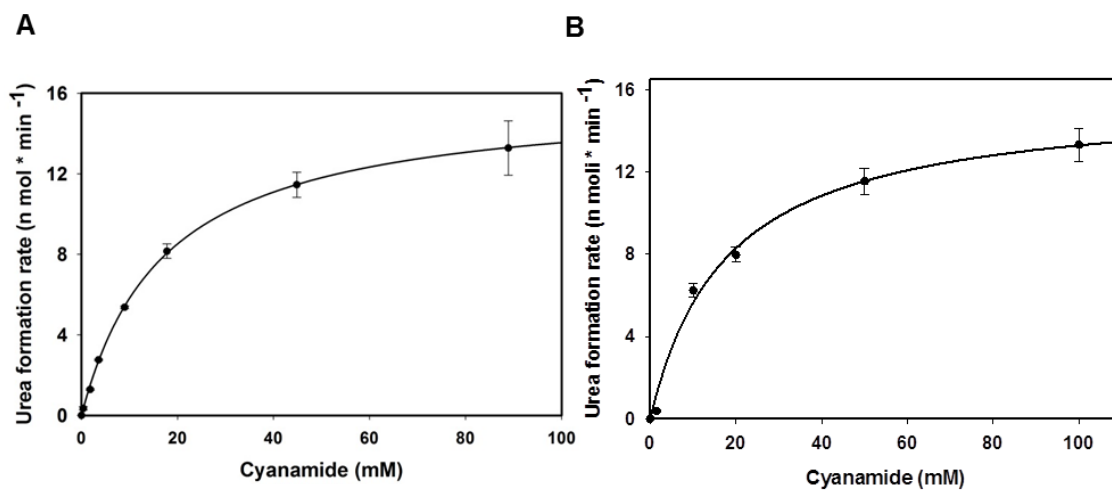 A
Urea formation rate (n mol * min -1)
16
12
8
4
0
0 20 40 60 80 100
Cyanamide (mM)
B
Urea formation rate (n moli * min -1)
16
12
8
4
0
0 20 40 60 80 100
Cyanamide (mM)